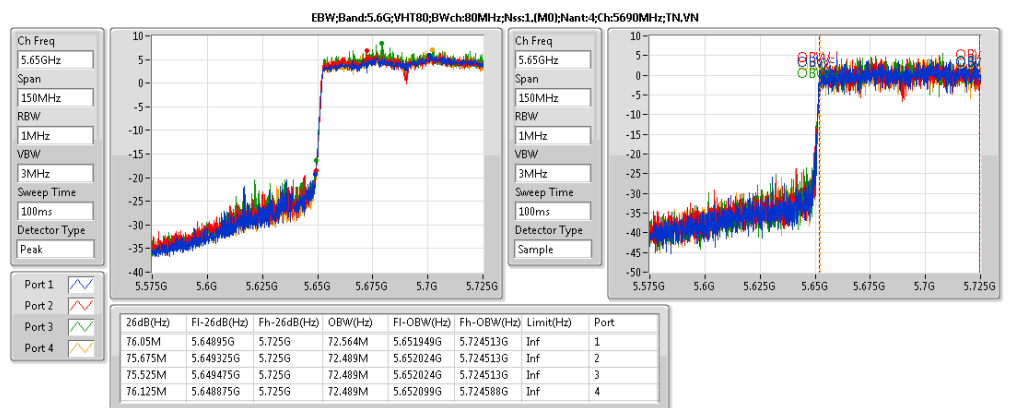 EBW;Band:5.6G;VHT80;BWch:80MHz;Nss:1,(M0);Nant:4;Ch:5690MHz;TN,VN
Ch Freq
5.65GHz
Span
150MHz
RBW
1MHz
VBW
3MHz
Sweep Time
100ms
Detector Type
Peak
10
5
0
-5
-10
-15
-20
-25
-30
-35
-40
5.575G 5.6G 5.625G 5.65G 5.675G 5.7G 5.725G
Ch Freq
5.65GHz
Span
150MHz
RBW
1MHz
VBW
3MHz
Sweep Time
100ms
Detector Type
Sample
10
5
0
-5
-10
-15
-20
-25
-30
-35
-40
-45
-50
5.575G 5.6G 5.625G 5.65G 5.675G 5.7G 5.725G
Port 1
Port 2
Port 3
Port 4
26dB(Hz) Fl-26dB(Hz) Fh-26dB(Hz) OBW(Hz) Fl-OBW(Hz) Fh-OBW(Hz) Limit(Hz) Port
76.05M 5.64895G 5.725G 72.564M 5.651949G 5.724513G Inf 1
75.675M 5.649325G 5.725G 72.489M 5.652024G 5.724513G Inf 2
75.525M 5.649475G 5.725G 72.489M 5.652024G 5.724513G Inf 3
76.125M 5.648875G 5.725G 72.489M 5.652099G 5.724588G Inf 4